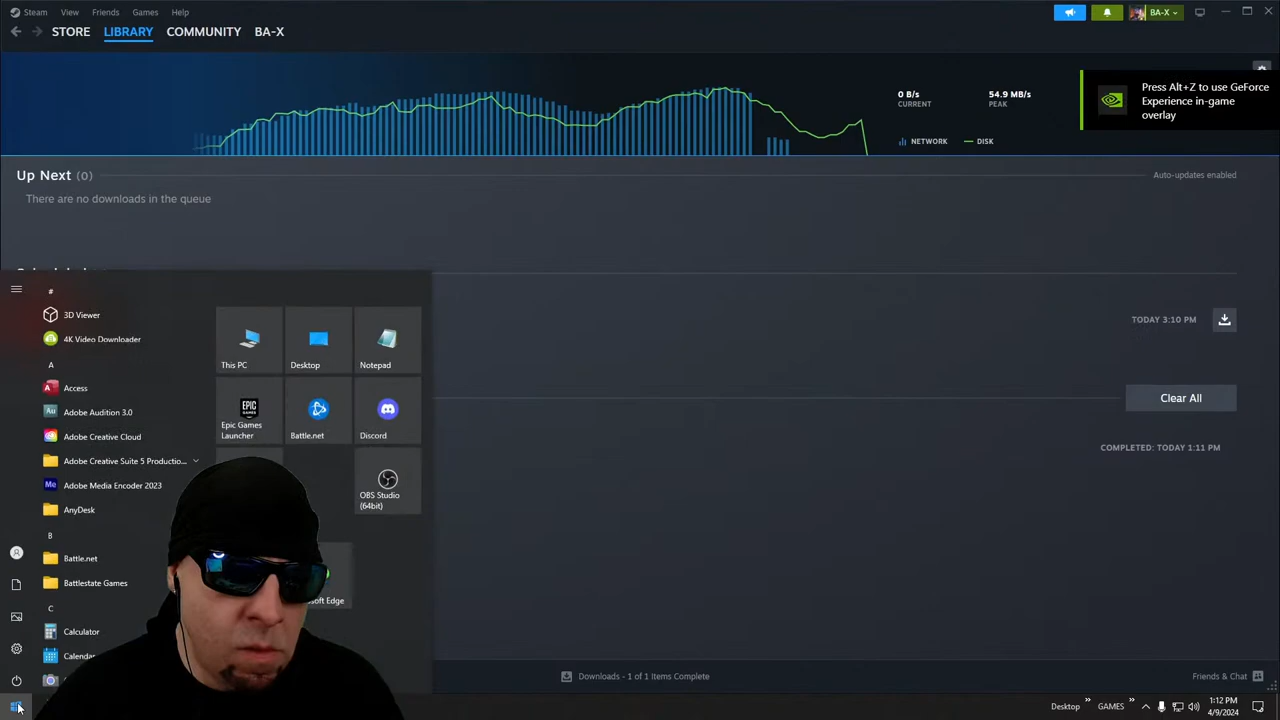 Steam View Friends Games Help
BA-X
STORE LIBRARY COMMUNITY BA-X
0 B/s
CURRENT
54.9 MB/s
PEAK
Press Alt+Z to use GeForce
Experience in-game
overlay
NETWORK
DISK
Up Next (0)
Auto-updates enabled
There are no downloads in the queue
TODAY 3:10 PM
Clear All
COMPLETED: TODAY 1:11 PM
#
3D Viewer
4K Video Downloader
A
Access
Adobe Audition 3.0
Adobe Creative Cloud
Adobe Creative Suite 5 Productio...
Adobe Media Encoder 2023
AnyDesk
B
Battle.net
Battlestate Games
C
Calculator
Calendar
This PC
Desktop
Notepad
EPIC
GAMES
Epic Games
Launcher
Battle.net
Discord
OBS Studio
(64bit)
osoft Edge
Downloads - 1 of 1 Items Complete
Friends & Chat
Desktop
GAMES
1:12 PM
4/9/2024